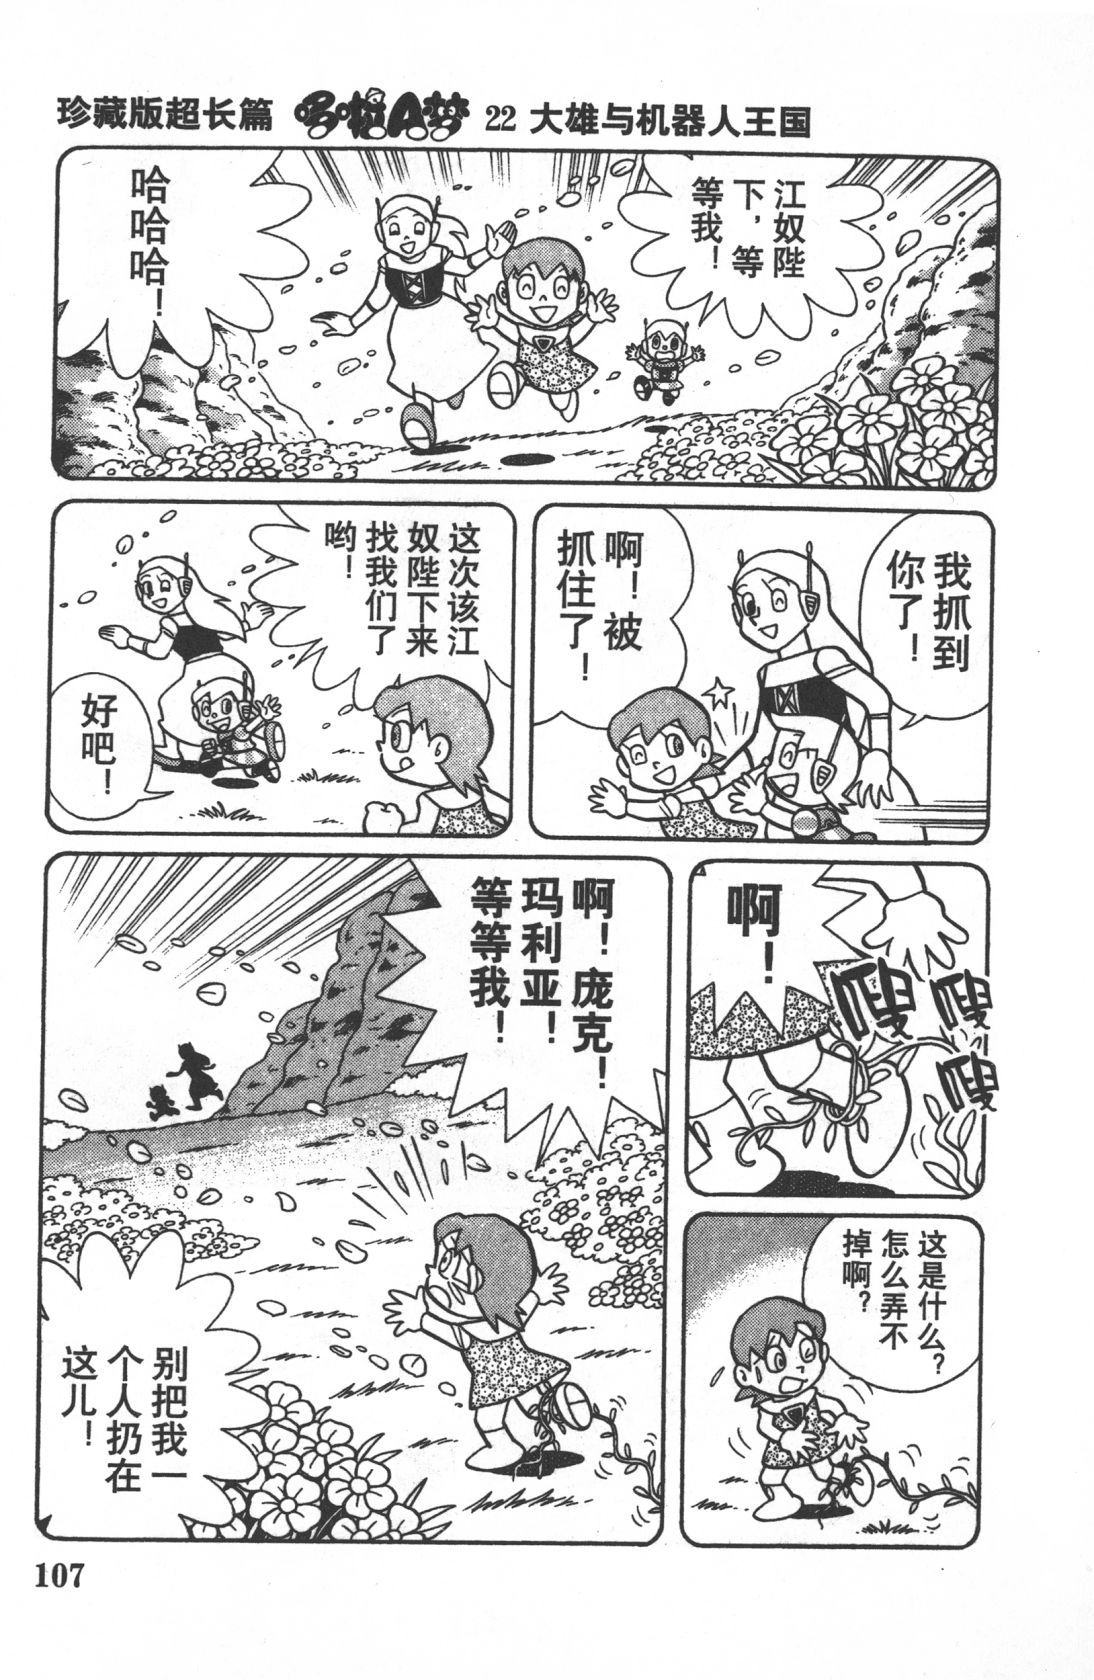 珍藏版超长篇 哆啦A梦 22 大雄与机器人王国
江奴陛
下，等
等我！
哈哈哈！
我抓到
你了！
啊！被
抓住了！
这次该江
奴陛下来
找我们了
哟！
好吧！
啊！
嗖
嗖
嗖
这是什么？
怎么弄不
掉啊？
啊！庞克！
玛利亚！
等等我！
别把我一
个人扔在
这儿！
107